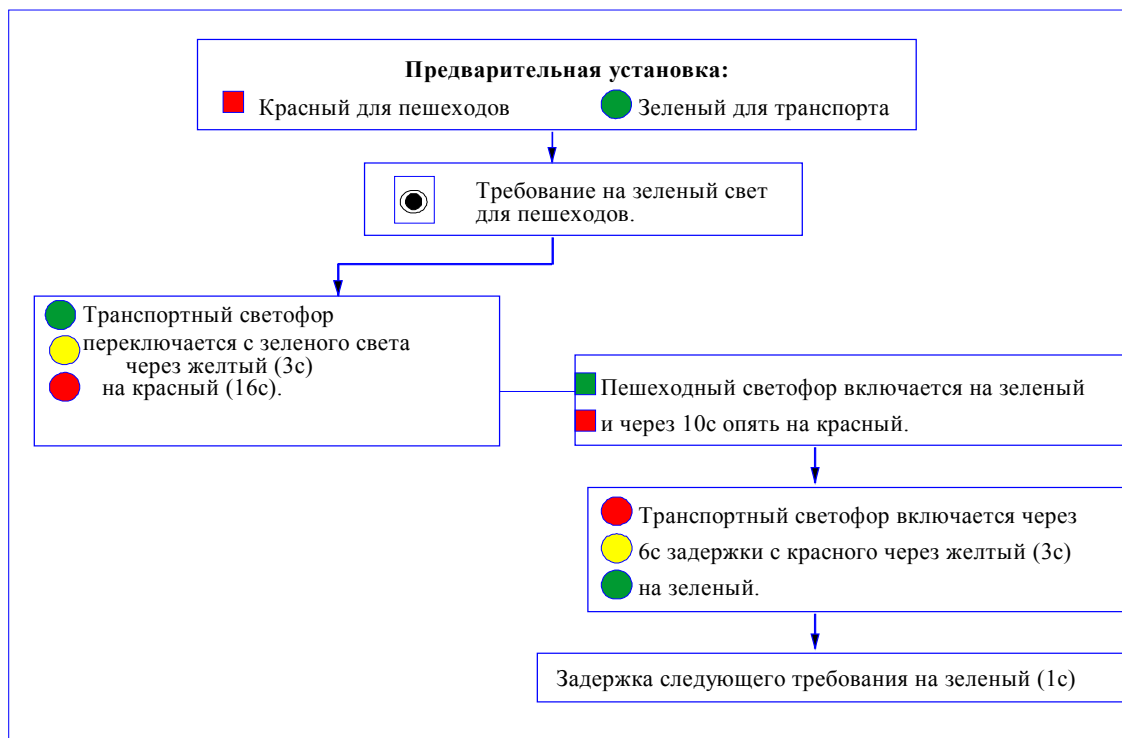 Предварительная установка:
Красный для пешеходов
Зеленый для транспорта
Требование на зеленый свет
для пешеходов.
Транспортный светофор
переключается с зеленого света
через желтый (3с)
на красный (16с).
Пешеходный светофор включается на зеленый
и через 10с опять на красный.
Транспортный светофор включается через
6с задержки с красного через желтый (3с)
на зеленый.
Задержка следующего требования на зеленый (1с)